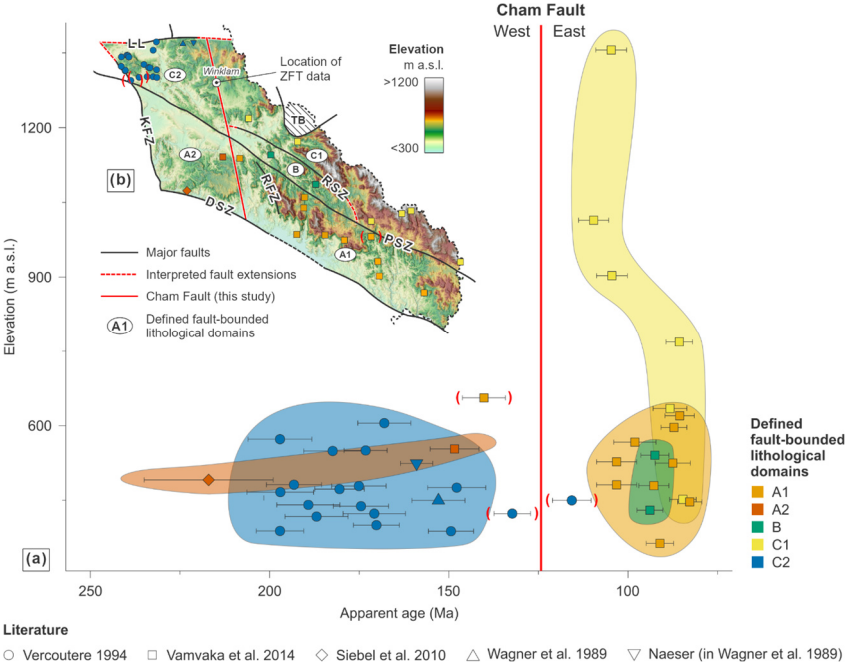 Cham Fault
West East
(b)
LL
C2
Winklarn
Location of
ZFT data
Elevation
m a.s.l.
>1200
<300
TB
KFZ
A2
C1
B
RSZ
RFZ
DSZ
PSZ
A1
Major faults
Interpreted fault extensions
Cham Fault (this study)
A1 Defined fault-bounded
lithological domains
Elevation (m a.s.l.)
1200
900
600
(a)
250 200 150 100
Apparent age (Ma)
Defined
fault-bounded
lithological
domains
A1
A2
B
C1
C2
Literature
Vercoutere 1994 Vamvaka et al. 2014 Siebel et al. 2010 Wagner et al. 1989 Naeser (in Wagner et al. 1989)